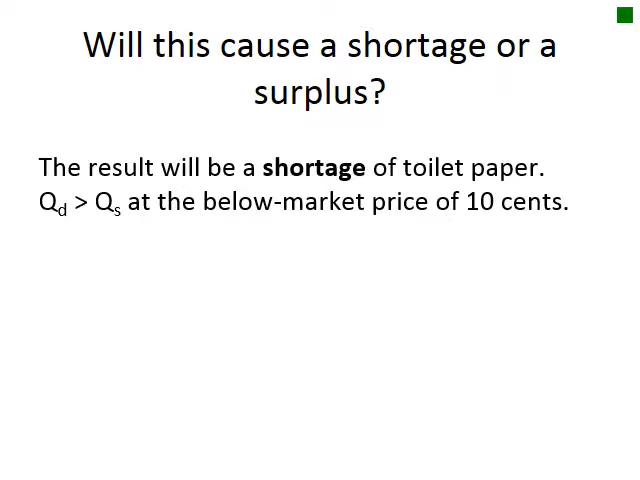 Will this cause a shortage or a
surplus?
The result will be a shortage of toilet paper.
Qd > Qs at the below-market price of 10 cents.